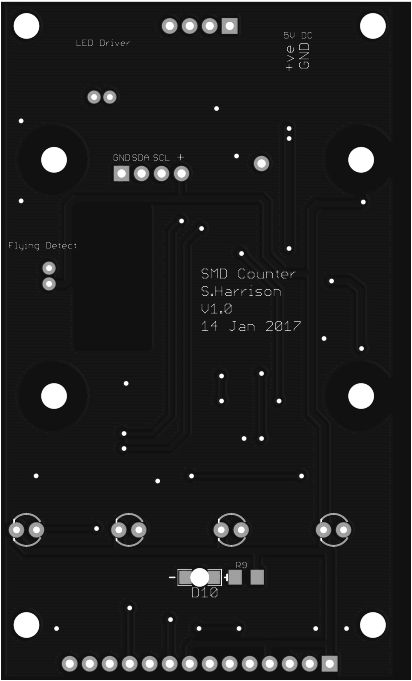 LED Driver
5V DC
+ve
GND
GND SDA SCL +
Flying Detect
SMD Counter
S.Harrison
V1.0
14 Jan 2017
R9
- +
D10